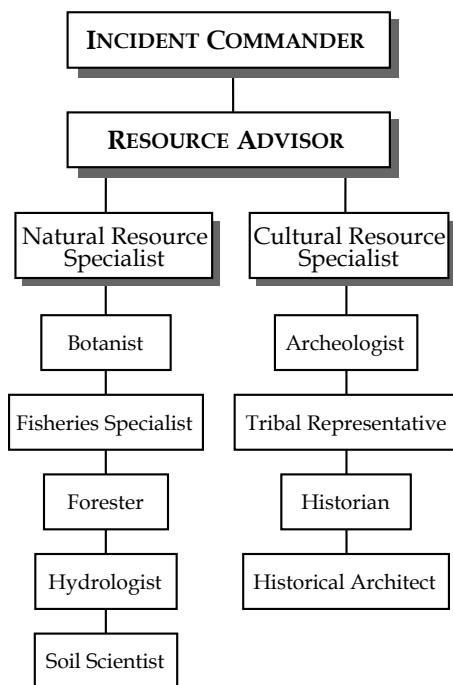 INCIDENT COMMANDER
RESOURCE ADVISOR
Natural Resource
Specialist
Cultural Resource
Specialist
Botanist
Archeologist
Fisheries Specialist
Tribal Representative
Forester
Historian
Hydrologist
Historical Architect
Soil Scientist